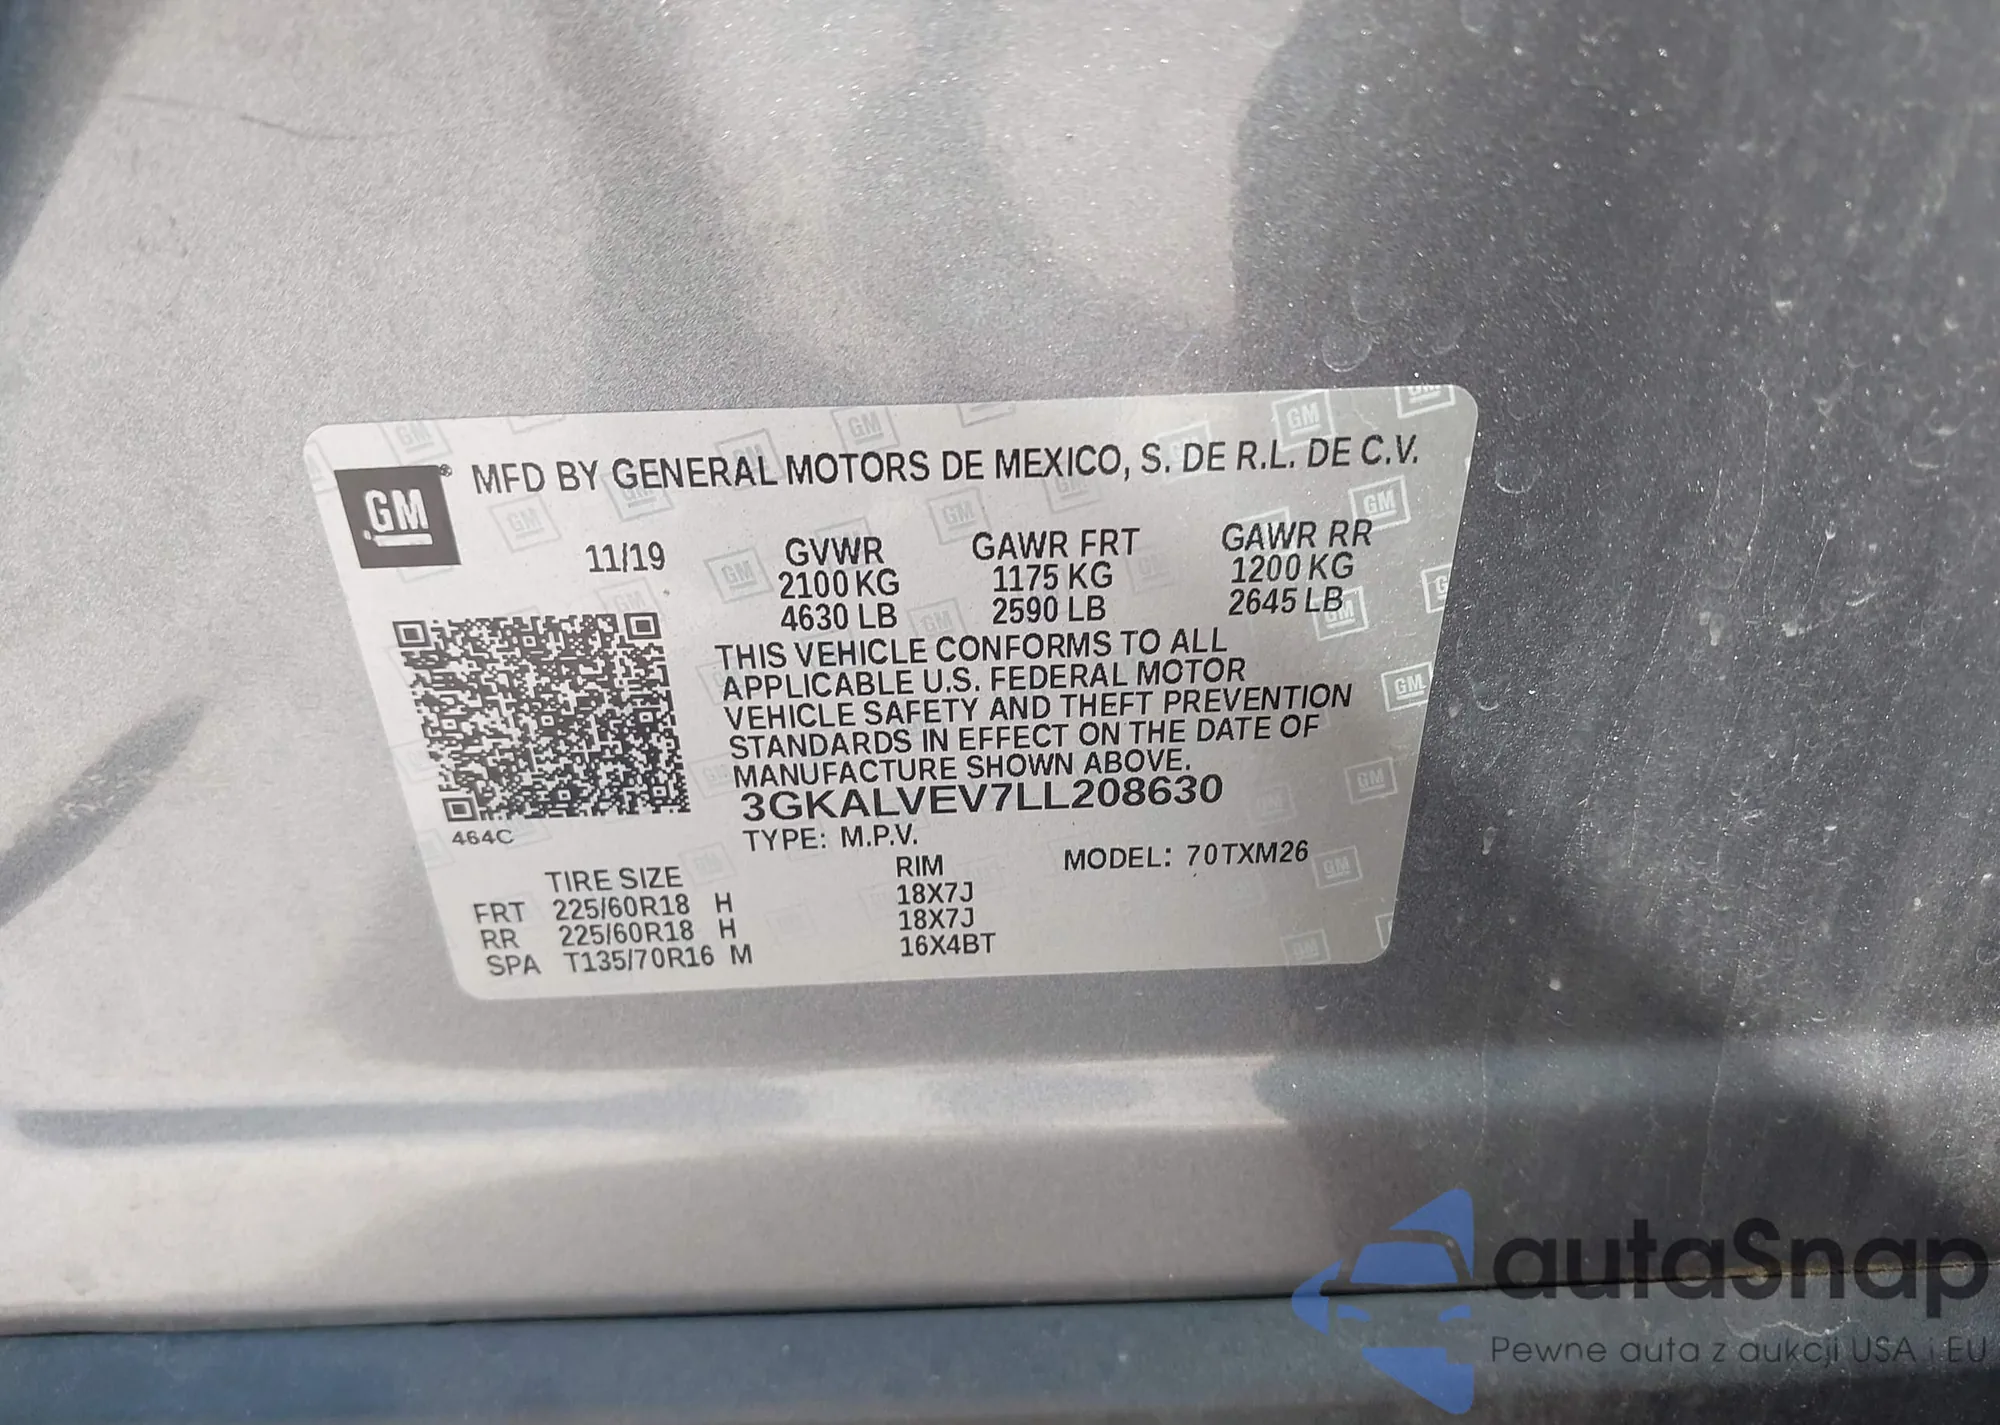 GM
MFD BY GENERAL MOTORS DE MEXICO, S. DE R.L. DE C.V.
11/19 GVWR GAWR FRT GAWR RR
2100 KG 1175 KG 1200 KG
4630 LB 2590 LB 2645 LB
THIS VEHICLE CONFORMS TO ALL
APPLICABLE U.S. FEDERAL MOTOR
VEHICLE SAFETY AND THEFT PREVENTION
STANDARDS IN EFFECT ON THE DATE OF
MANUFACTURE SHOWN ABOVE.
3GKALVEV7LL208630
464C
TYPE: M.P.V.
MODEL: 70TXM26
TIRE SIZE RIM
FRT 225/60R18 H 18X7J
RR 225/60R18 H 18X7J
SPA T135/70R16 M 16X4BT
autaSnap
Pewne auta z aukcji USA i EU